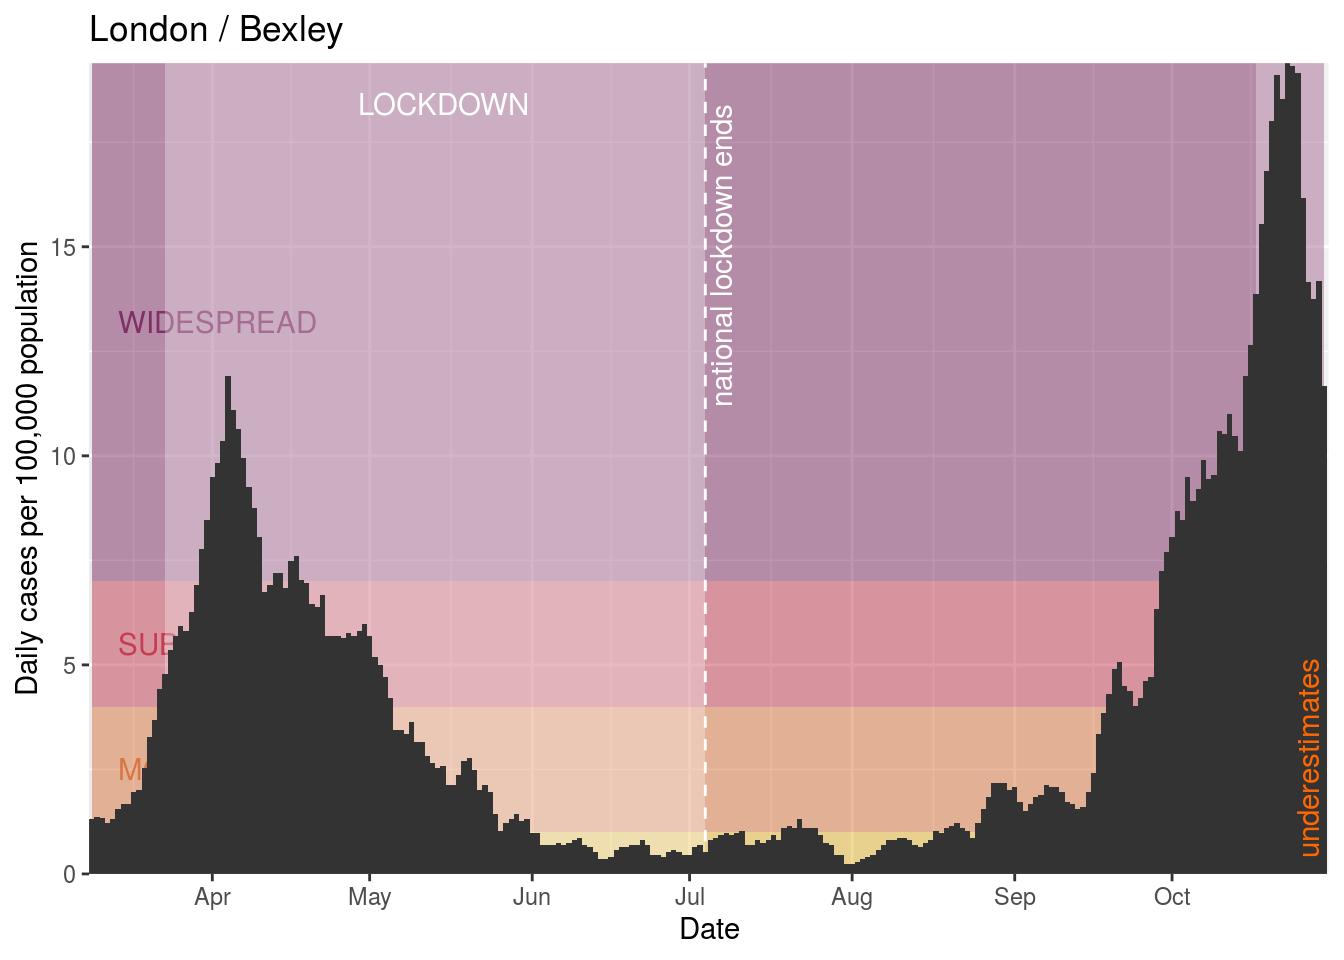 London / Bexley
LOCKDOWN
national lockdown ends
WIDESPREAD
SUB
M
underestimates
Daily cases per 100,000 population
15
10
5
0
Apr
May
Jun
Jul
Aug
Sep
Oct
Date